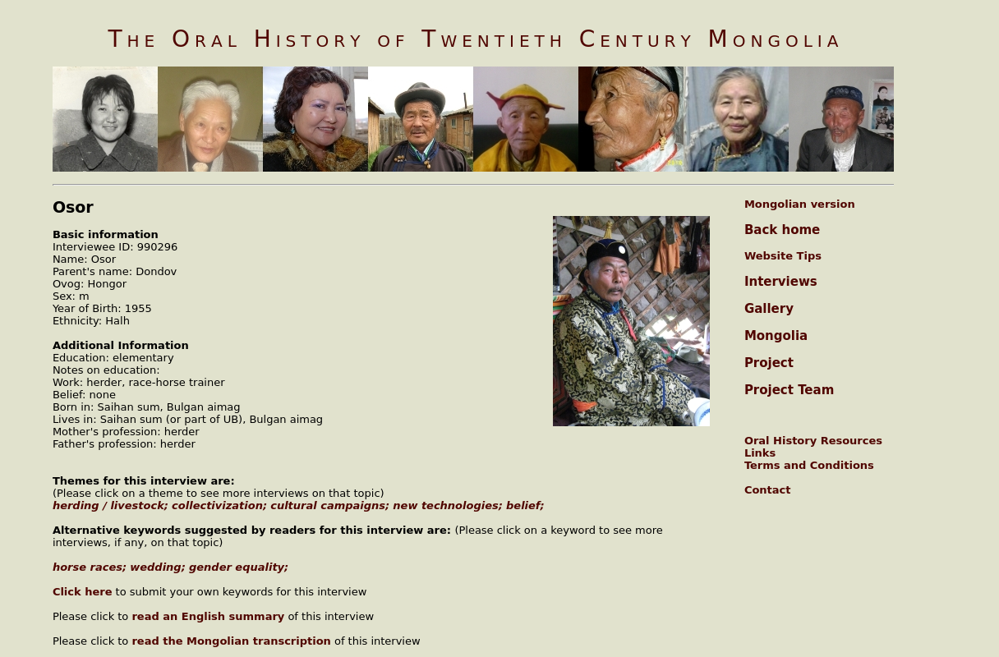 The Oral History of Twentieth Century Mongolia
Osor
Basic information
Interviewee ID: 990296
Name: Osor
Parent's name: Dondov
Ovog: Hongor
Sex: m
Year of Birth: 1955
Ethnicity: Halh
Additional Information
Education: elementary
Notes on education:
Work: herder, race-horse trainer
Belief: none
Born in: Saihan sum, Bulgan aimag
Lives in: Saihan sum (or part of UB), Bulgan aimag
Mother's profession: herder
Father's profession: herder
Themes for this interview are:
(Please click on a theme to see more interviews on that topic)
herding / livestock; collectivization; cultural campaigns; new technologies; belief;
Alternative keywords suggested by readers for this interview are: (Please click on a keyword to see more
interviews, if any, on that topic)
horse races; wedding; gender equality;
Click here to submit your own keywords for this interview
Please click to read an English summary of this interview
Please click to read the Mongolian transcription of this interview
Mongolian version
Back home
Website Tips
Interviews
Gallery
Mongolia
Project
Project Team
Oral History Resources
Links
Terms and Conditions
Contact